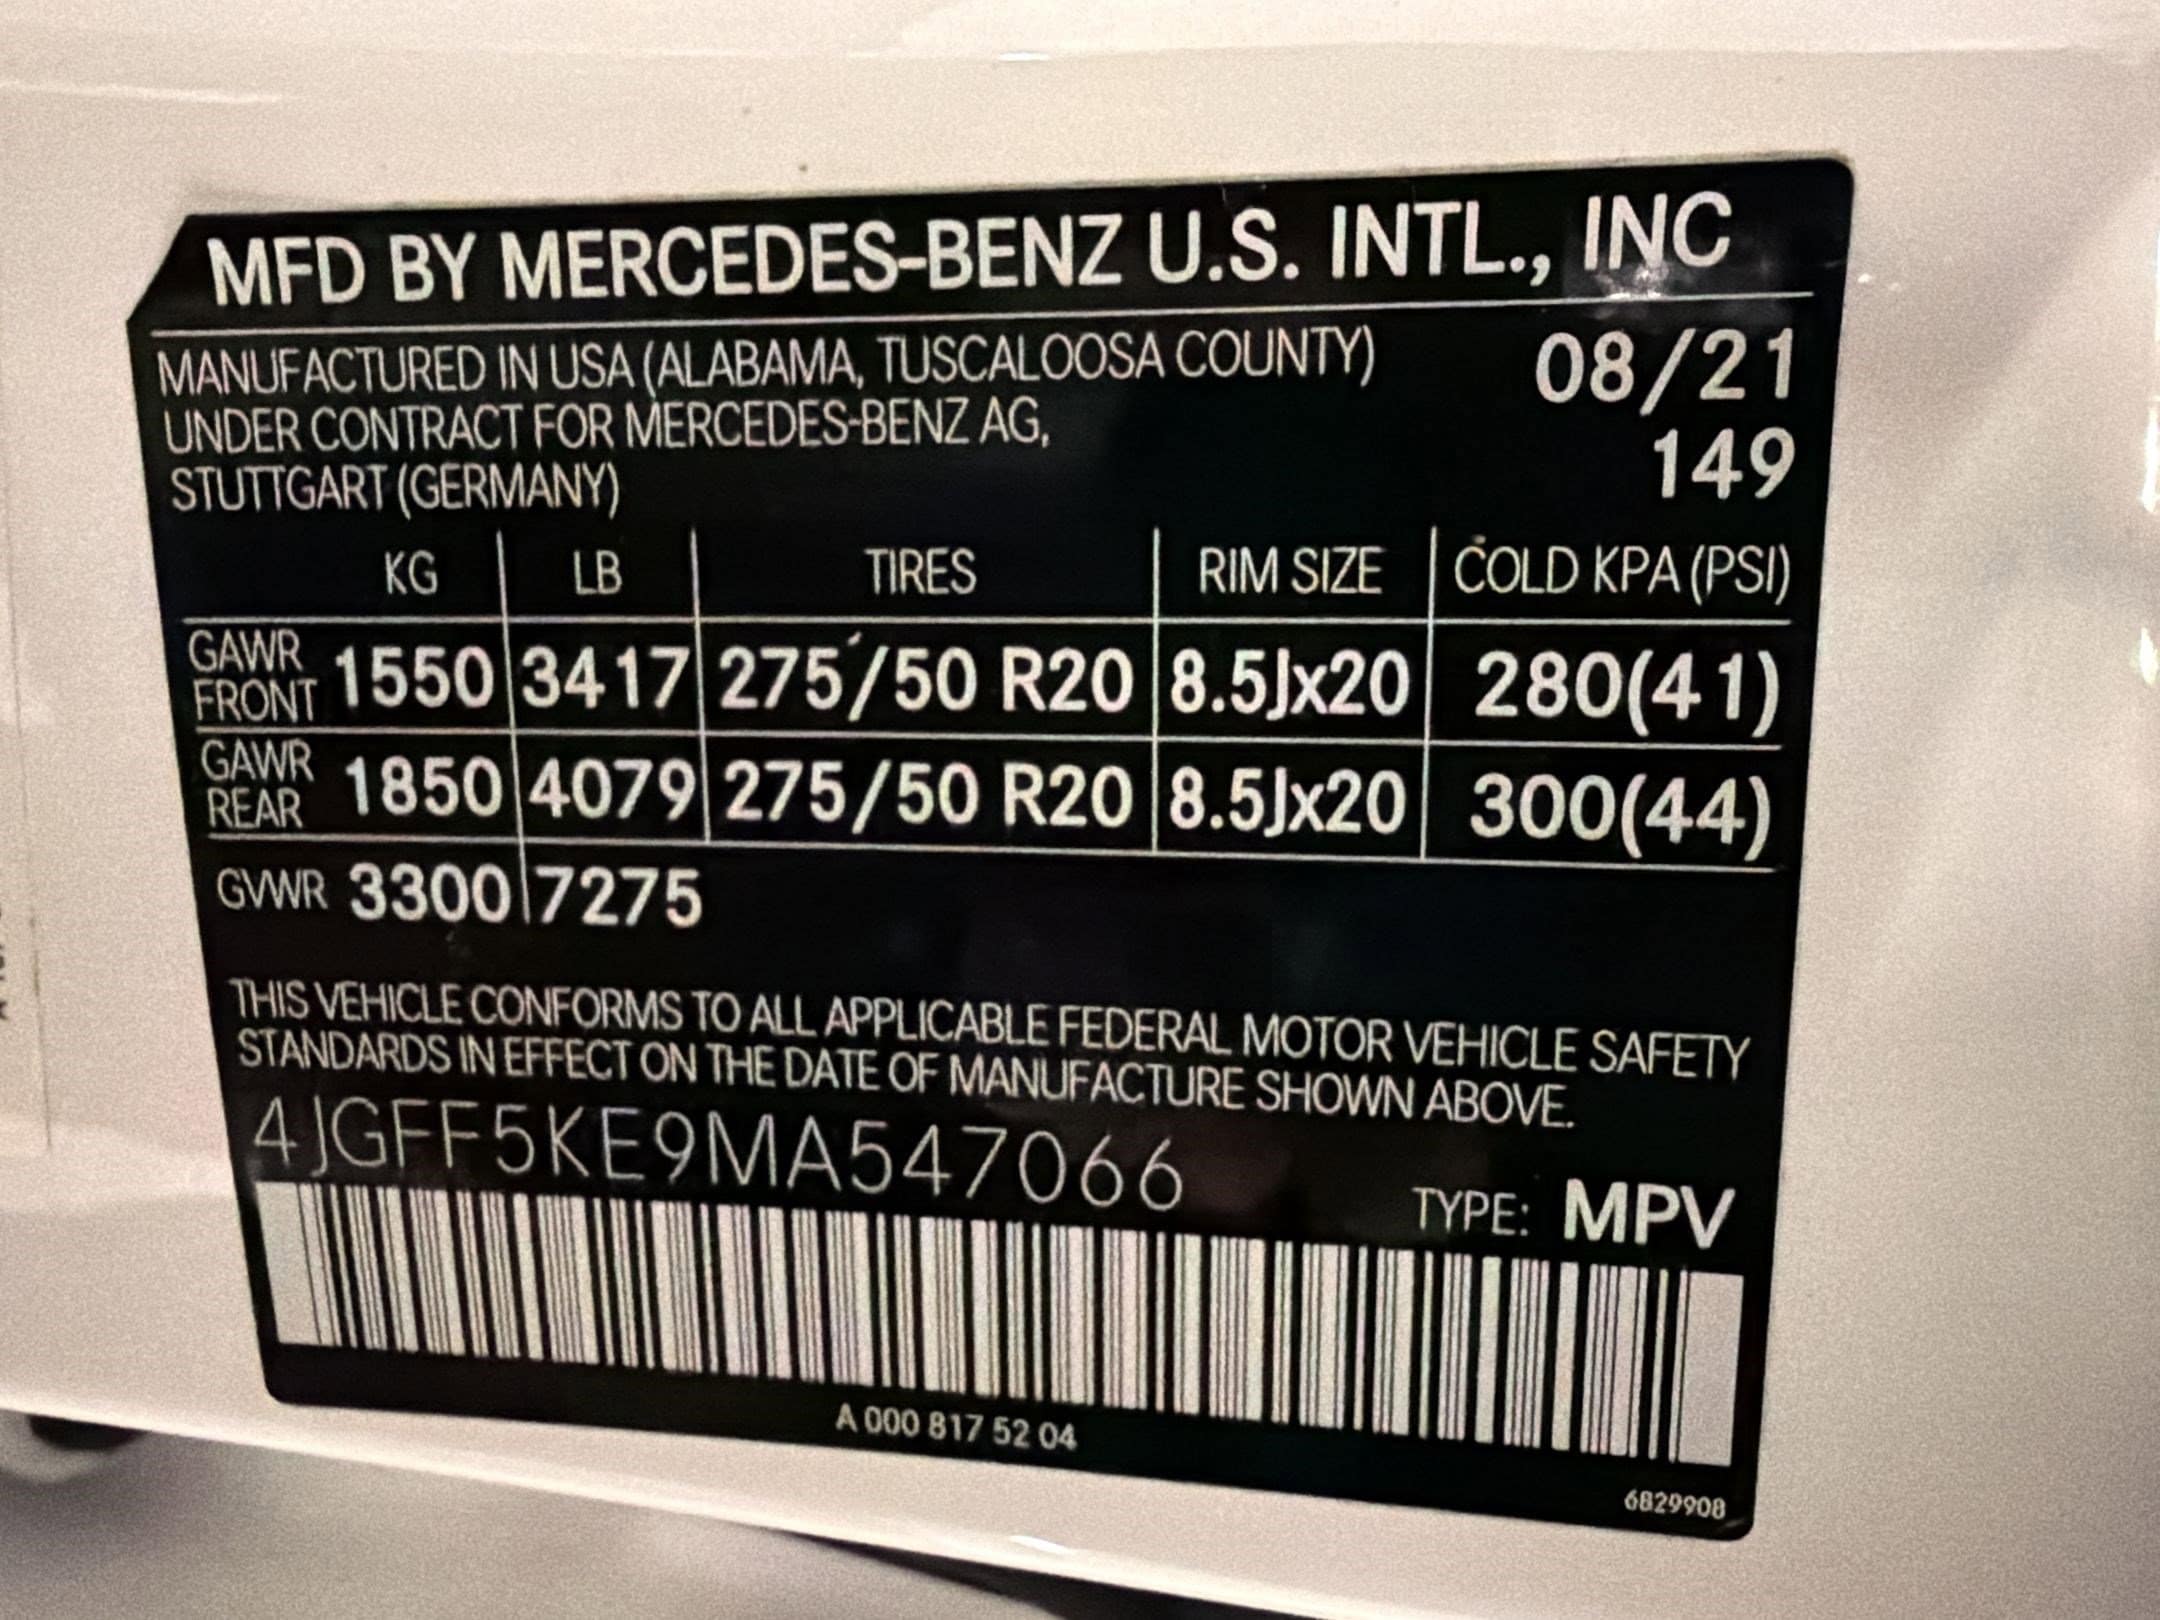 MFD BY MERCEDES-BENZ U.S. INTL., INC
MANUFACTURED IN USA (ALABAMA, TUSCALOOSA COUNTY) 08/21
UNDER CONTRACT FOR MERCEDES-BENZ AG, 149
STUTTGART (GERMANY)
KG LB TIRES RIM SIZE COLD KPA (PSI)
GAWR FRONT 1550 3417 275/50 R20 8.5Jx20 280(41)
GAWR REAR 1850 4079 275/50 R20 8.5Jx20 300(44)
GVWR 3300 7275
THIS VEHICLE CONFORMS TO ALL APPLICABLE FEDERAL MOTOR VEHICLE SAFETY
STANDARDS IN EFFECT ON THE DATE OF MANUFACTURE SHOWN ABOVE.
4JGFF5KE9MA547066
TYPE: MPV
A 000 817 52 04
6829908